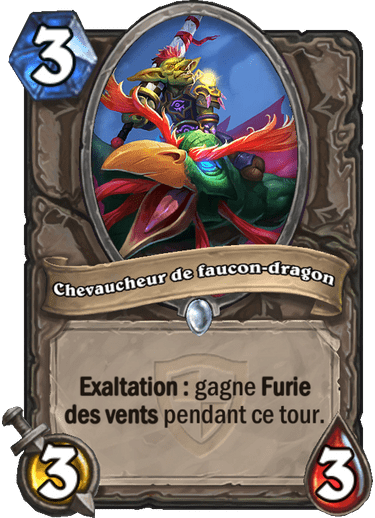 3
Chevaucheur de faucon-dragon
Exaltation : gagne Furie
des vents pendant ce tour.
3
3